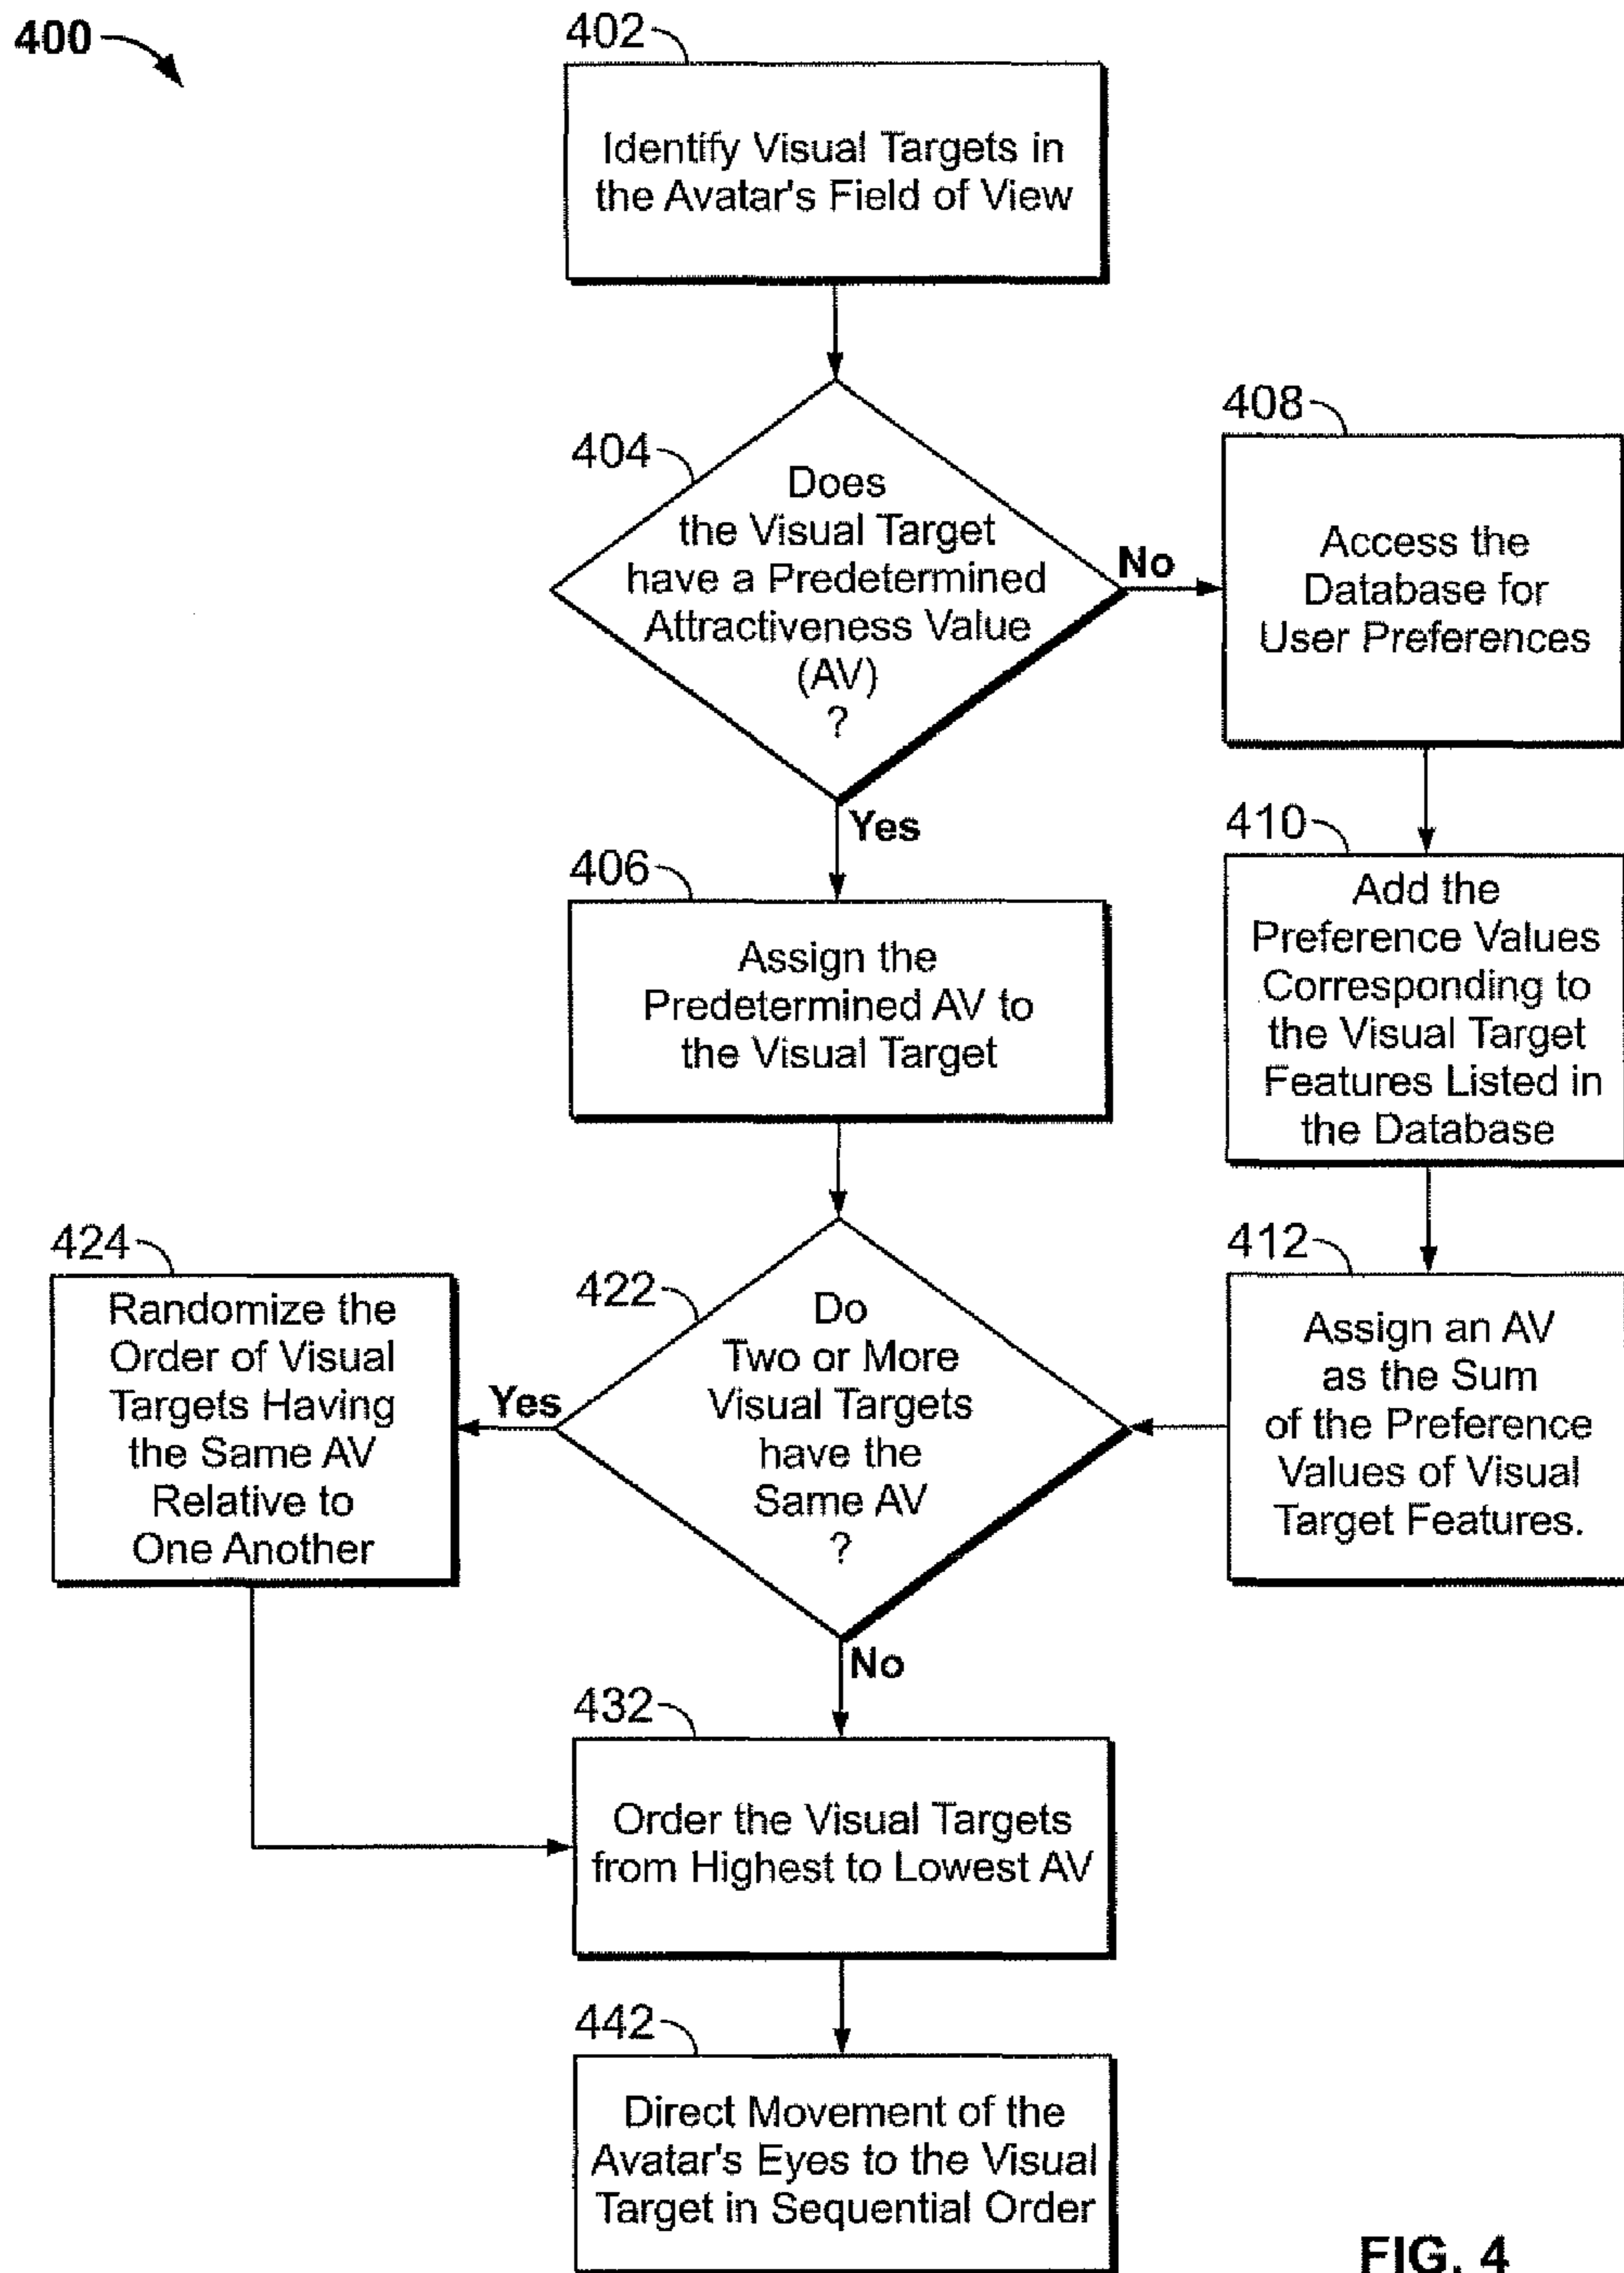 400
402
Identify Visual Targets in
the Avatar's Field of View
404
Does
the Visual Target
have a Predetermined
Attractiveness Value
(AV)
?
No
Yes
408
Access the
Database for
User Preferences
406
Assign the
Predetermined AV to
the Visual Target
410
Add the
Preference Values
Corresponding to
the Visual Target
Features Listed in
the Database
412
Assign an AV
as the Sum
of the Preference
Values of Visual
Target Features.
422
Do
Two or More
Visual Targets
have the
Same AV
?
Yes
No
424
Randomize the
Order of Visual
Targets Having
the Same AV
Relative to
One Another
432
Order the Visual Targets
from Highest to Lowest AV
442
Direct Movement of the
Avatar's Eyes to the Visual
Target in Sequential Order
FIG. 4